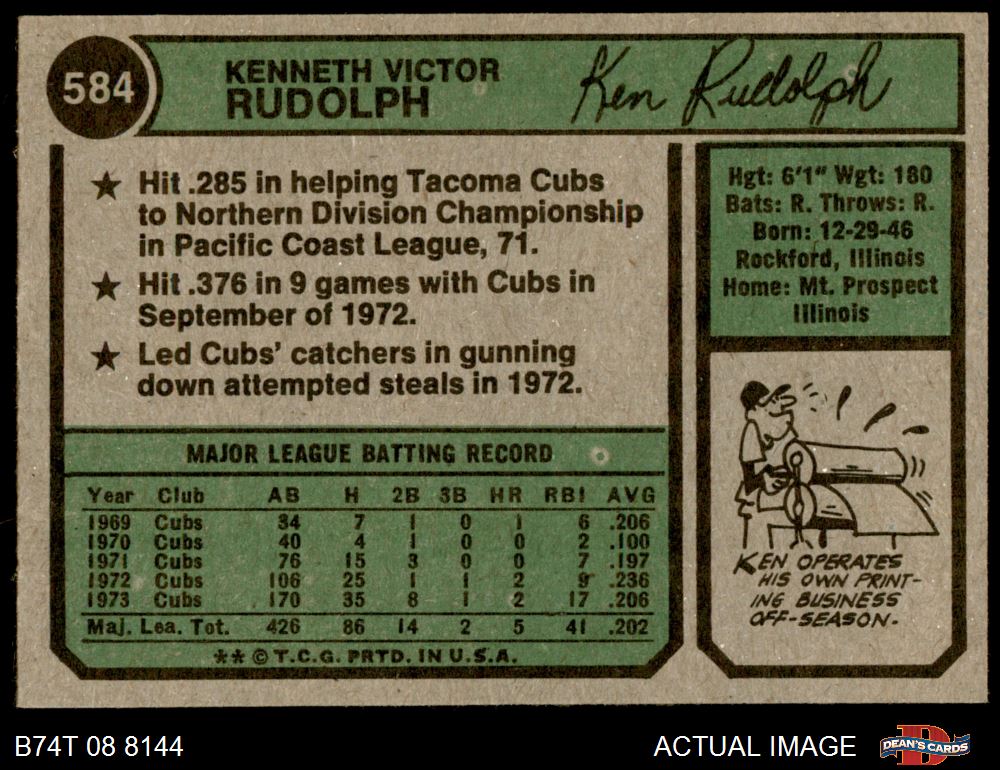 584
KENNETH VICTOR
RUDOLPH
Ken Rudolph
★ Hit .285 in helping Tacoma Cubs
to Northern Division Championship
in Pacific Coast League, 71.
★ Hit .376 in 9 games with Cubs in
September of 1972.
★ Led Cubs' catchers in gunning
down attempted steals in 1972.
Hgt: 6'1" Wgt: 180
Bats: R. Throws: R.
Born: 12-29-46
Rockford, Illinois
Home: Mt. Prospect
Illinois
MAJOR LEAGUE BATTING RECORD
Year Club AB H 2B 3B HR RBI AVG
1969 Cubs 34 7 1 0 1 6 .206
1970 Cubs 40 4 1 0 0 2 .100
1971 Cubs 76 15 3 0 0 7 .197
1972 Cubs 106 25 1 1 2 9 .236
1973 Cubs 170 35 8 1 2 17 .206
Maj. Lea. Tot. 426 86 14 2 5 41 .202
** © T.C.G. PRTD. IN U.S.A.
KEN OPERATES
HIS OWN PRINT-
ING BUSINESS
OFF-SEASON.
B74T 08 8144
ACTUAL IMAGE
DEAN'S CARDS